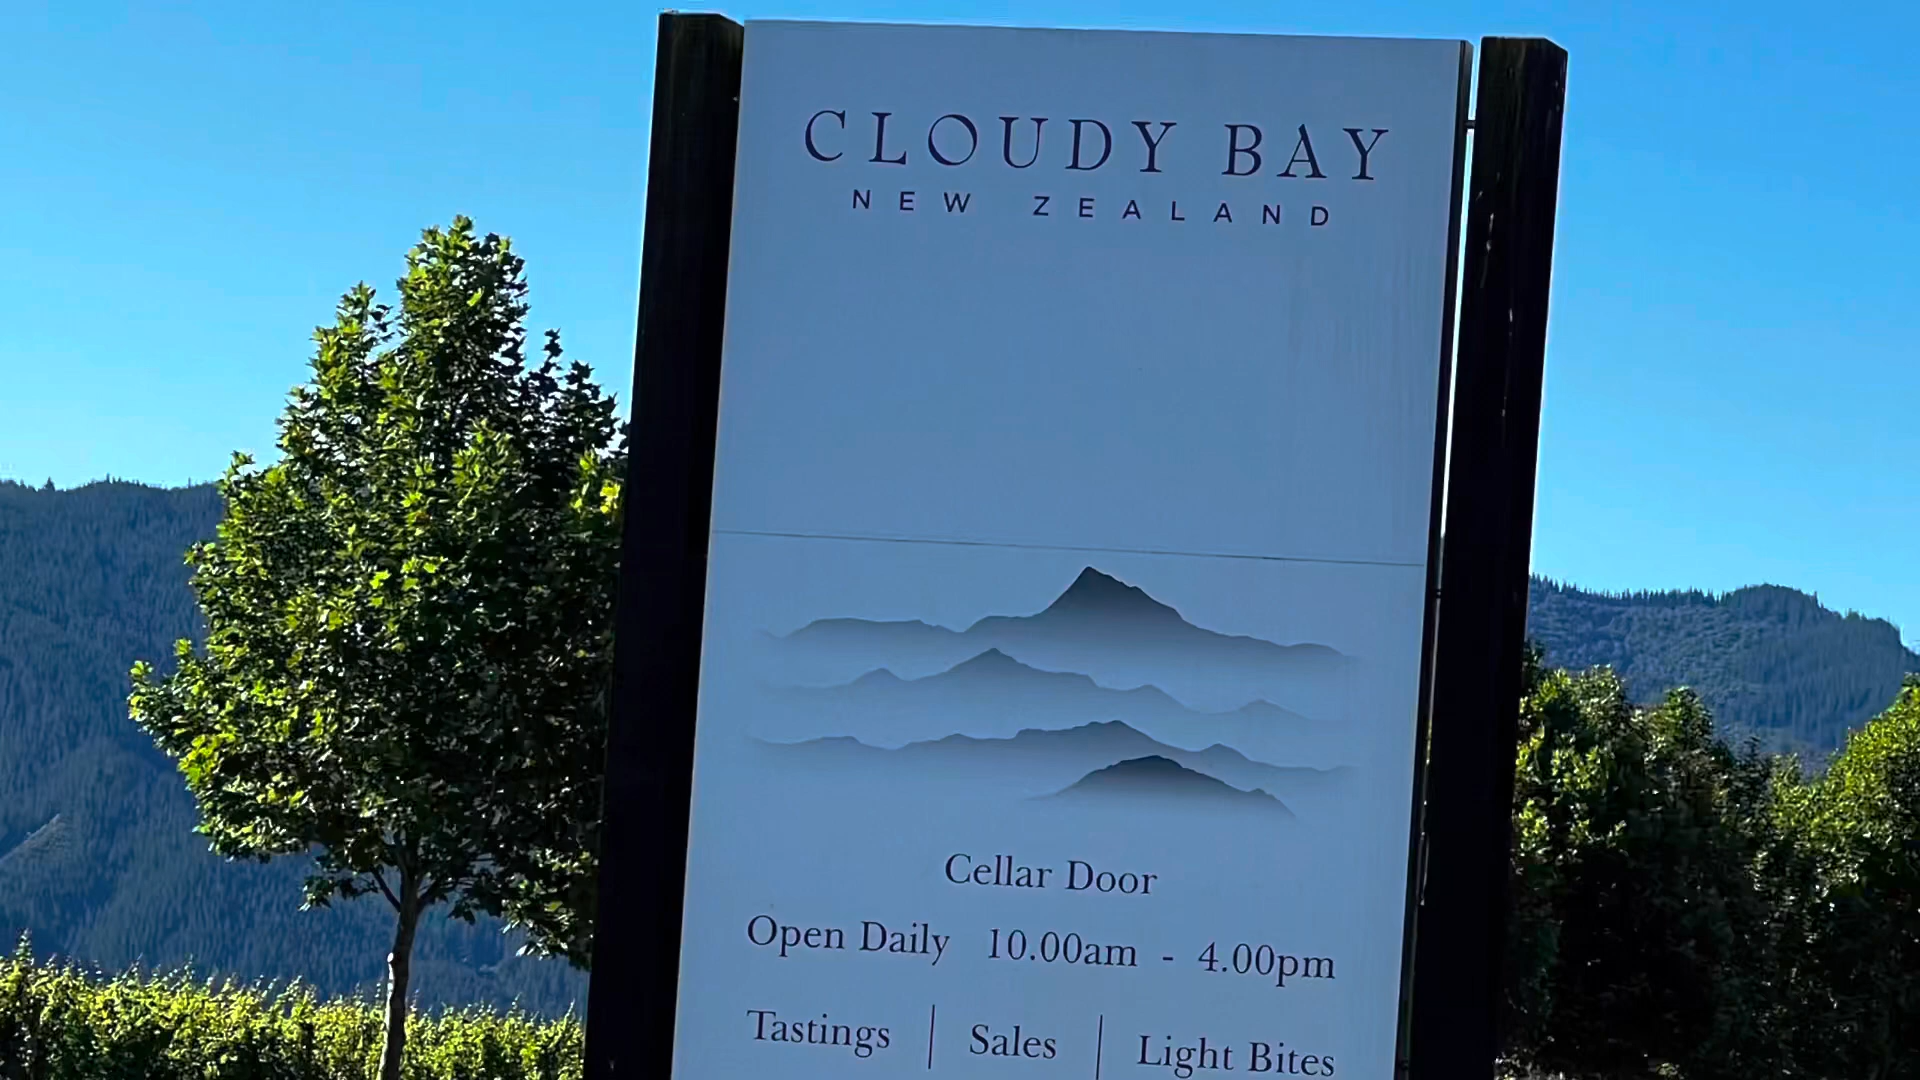 CLOUDY BAY
NEW ZEALAND
Cellar Door
Open Daily 10.00am - 4.00pm
Tastings | Sales | Light Bites